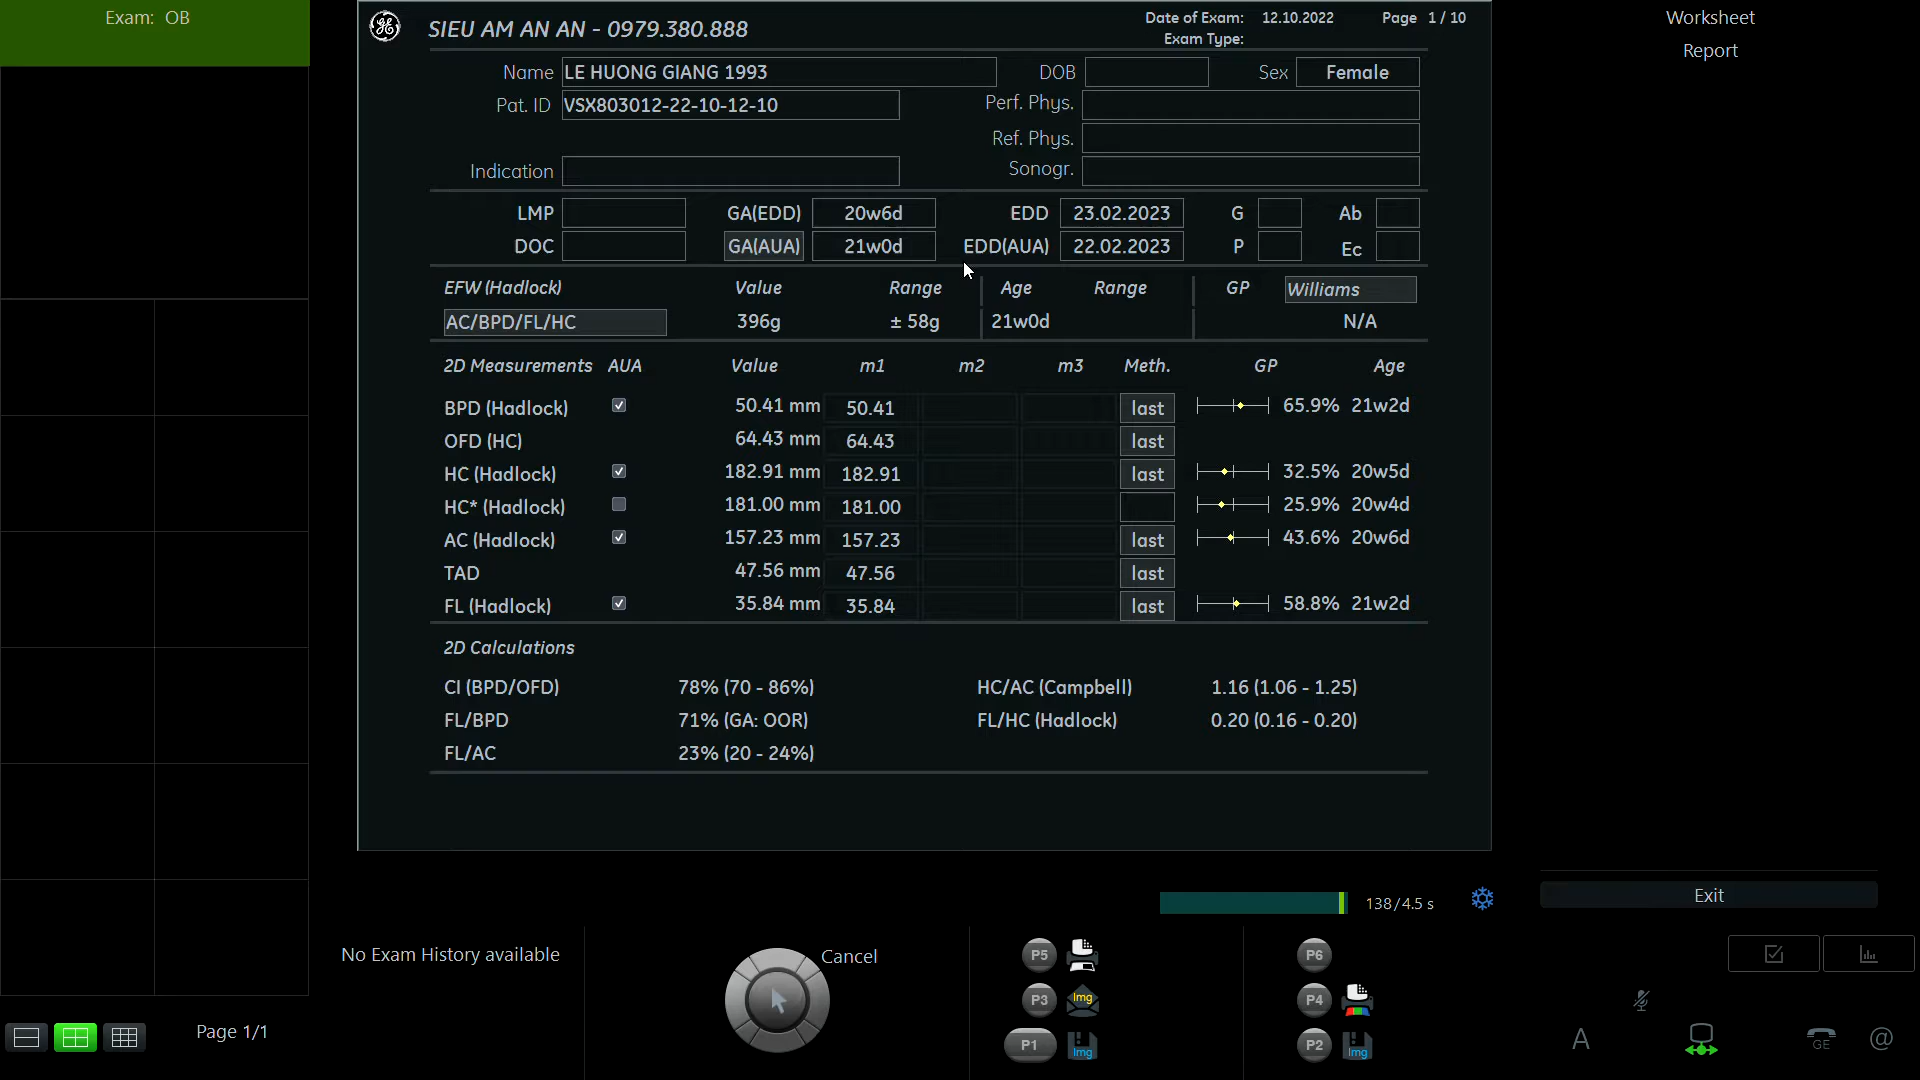 Exam: OB
SIEU AM AN AN - 0979.380.888
Date of Exam: 12.10.2022 Page 1 / 10
Exam Type:
Worksheet
Report
Name LE HUONG GIANG 1993 DOB Sex Female
Pat. ID VSX803012-22-10-12-10 Perf. Phys.
Ref. Phys.
Indication Sonogr.
LMP GA(EDD) 20w6d EDD 23.02.2023 G Ab
DOC GA(AUA) 21w0d EDD(AUA) 22.02.2023 P Ec
EFW (Hadlock) Value Range Age Range GP Williams
AC/BPD/FL/HC 396g ± 58g 21w0d N/A
2D Measurements AUA Value m1 m2 m3 Meth. GP Age
BPD (Hadlock) 50.41 mm 50.41 last 65.9% 21w2d
OFD (HC) 64.43 mm 64.43 last
HC (Hadlock) 182.91 mm 182.91 last 32.5% 20w5d
HC* (Hadlock) 181.00 mm 181.00 25.9% 20w4d
AC (Hadlock) 157.23 mm 157.23 last 43.6% 20w6d
TAD 47.56 mm 47.56 last
FL (Hadlock) 35.84 mm 35.84 last 58.8% 21w2d
2D Calculations
CI (BPD/OFD) 78% (70 - 86%) HC/AC (Campbell) 1.16 (1.06 - 1.25)
FL/BPD 71% (GA: OOR) FL/HC (Hadlock) 0.20 (0.16 - 0.20)
FL/AC 23% (20 - 24%)
138/4.5 s
Exit
No Exam History available
Cancel
P5 P6
P3 Img P4
P1 Img P2 Img
Page 1/1
A GE @